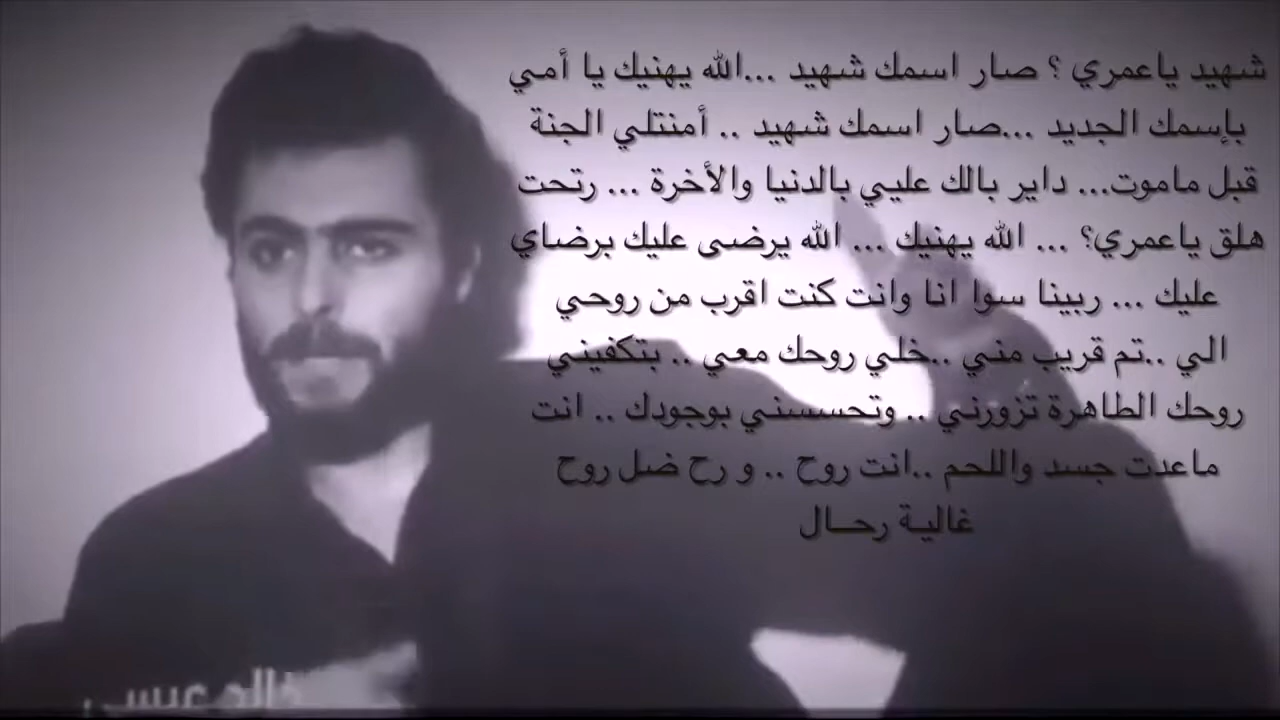 شهيد ياعمري ؟ صار اسمك شهيد ...الله يهنيك يا أمي
بإسمك الجديد ...صار اسمك شهيد .. أمنتلي الجنة
قبل ماموت... داير بالك عليي بالدنيا والأخرة ... رتحت
هلق ياعمري؟ ... الله يهنيك ... الله يرضى عليك برضاي
عليك ... ربينا سوا انا وانت كنت اقرب من روحي
الي ..تم قريب مني ..خلي روحك معي .. بتكفيني
روحك الطاهرة تزورني .. وتحسسني بوجودك .. انت
ماعدت جسد واللحم ..انت روح .. و رح ضل روح
غالية رحـال
عيسى